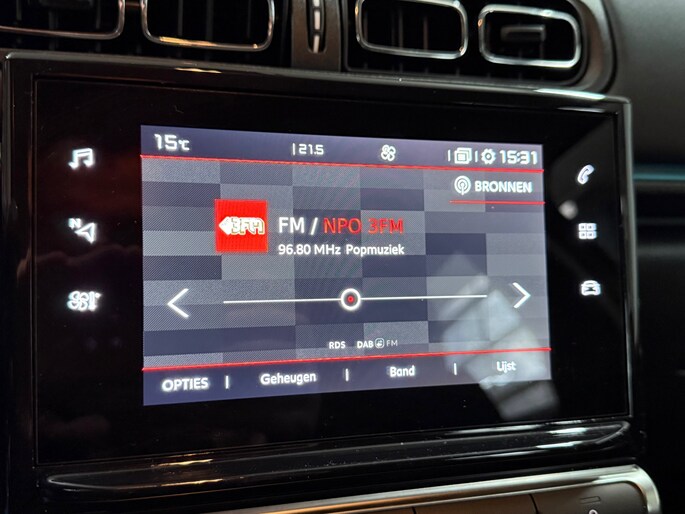 15°C | 21.5 15:31
BRONNEN
3FM FM / NPO 3FM
96.80 MHz Popmuziek
N
RDS DAB FM
OPTIES | Geheugen | Band | Lijst